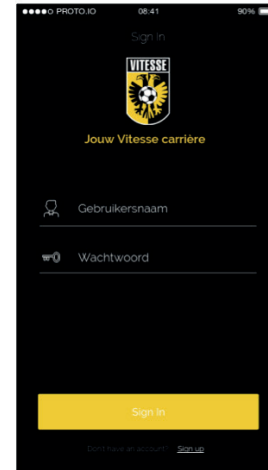 PROTO.IO 08:41 90%
Sign In
VITESSE
Jouw Vitesse carrière
Gebruikersnaam
Wachtwoord
Sign In
Dont have an account? Sign up